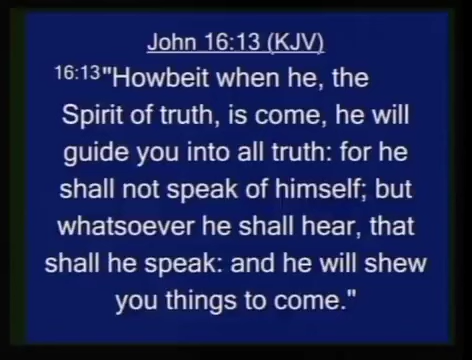 John 16:13 (KJV)
16:13"Howbeit when he, the
Spirit of truth, is come, he will
guide you into all truth: for he
shall not speak of himself; but
whatsoever he shall hear, that
shall he speak: and he will shew
you things to come."